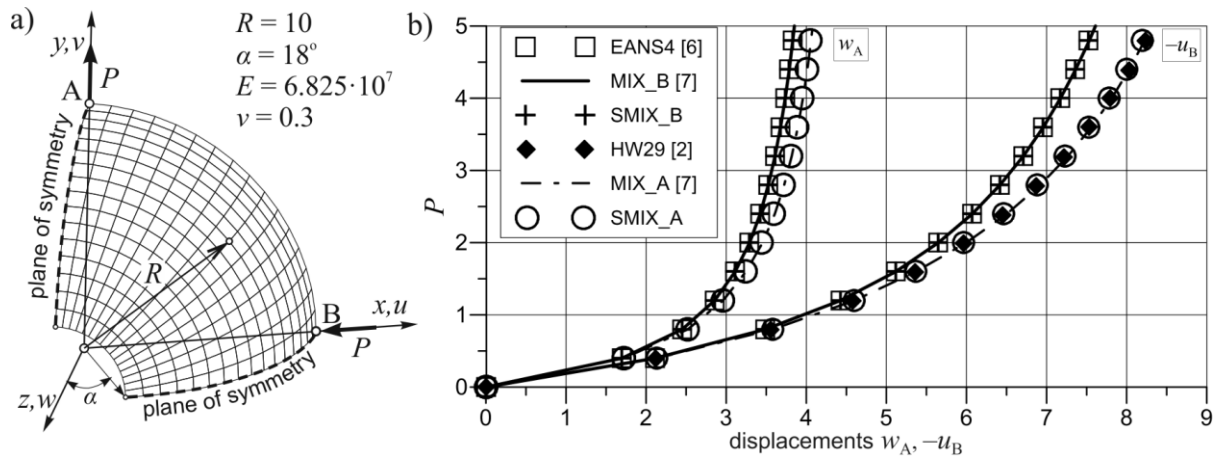 a)
y,v
P
A
R = 10
α = 18°
E = 6.825·10⁷
ν = 0.3
plane of symmetry
R
B
x,u
P
z,w
α
plane of symmetry
b)
P
5
4
3
2
1
0
EANS4 [6]
MIX_B [7]
SMIX_B
HW29 [2]
MIX_A [7]
SMIX_A
w_A
–u_B
0 1 2 3 4 5 6 7 8 9
displacements w_A, –u_B